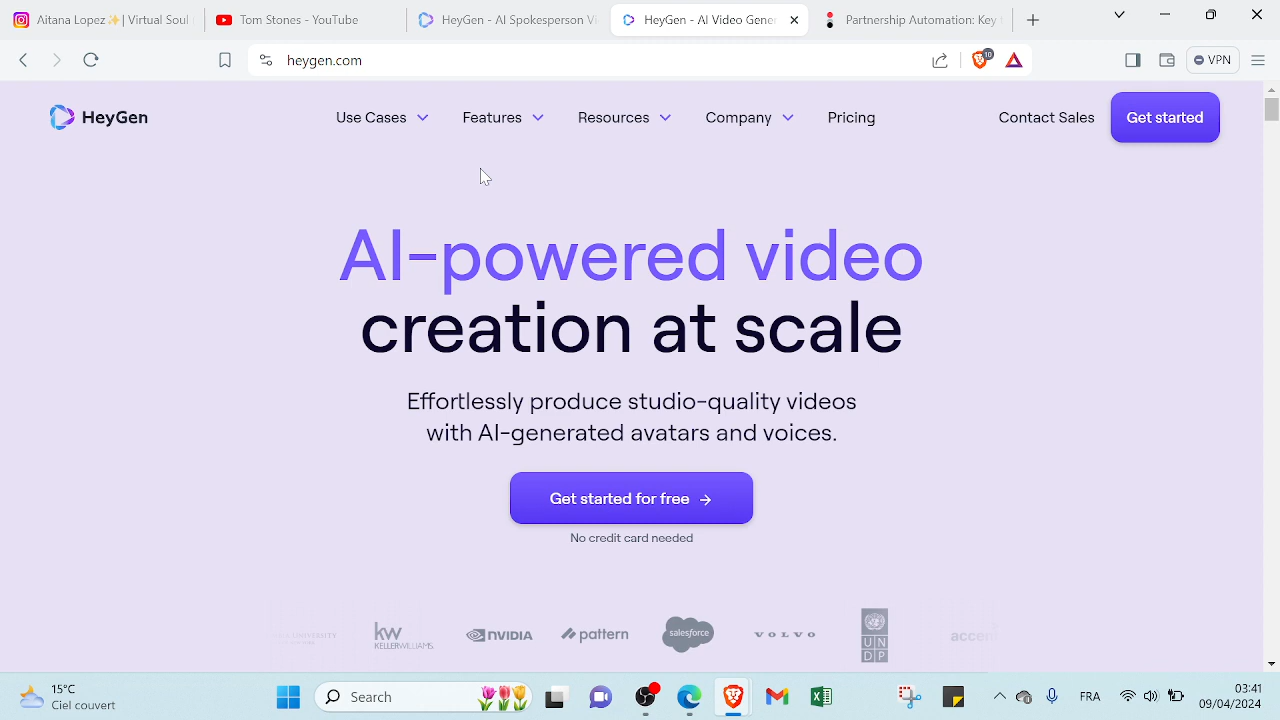 Aitana Lopez✨| Virtual Soul
Tom Stores - YouTube
HeyGen - AI Spokesperson Vi
HeyGen - AI Video Gener
Partnership Automation: Key
heygen.com
10
VPN
HeyGen
Use Cases
Features
Resources
Company
Pricing
Contact Sales
Get started
AI-powered video
creation at scale
Effortlessly produce studio-quality videos
with AI-generated avatars and voices.
Get started for free →
No credit card needed
kw
KELLERWILLIAMS.
NVIDIA
pattern
salesforce
VOLVO
U N
D P
accen
15°C
Ciel couvert
Search
FRA
03:41
09/04/2024